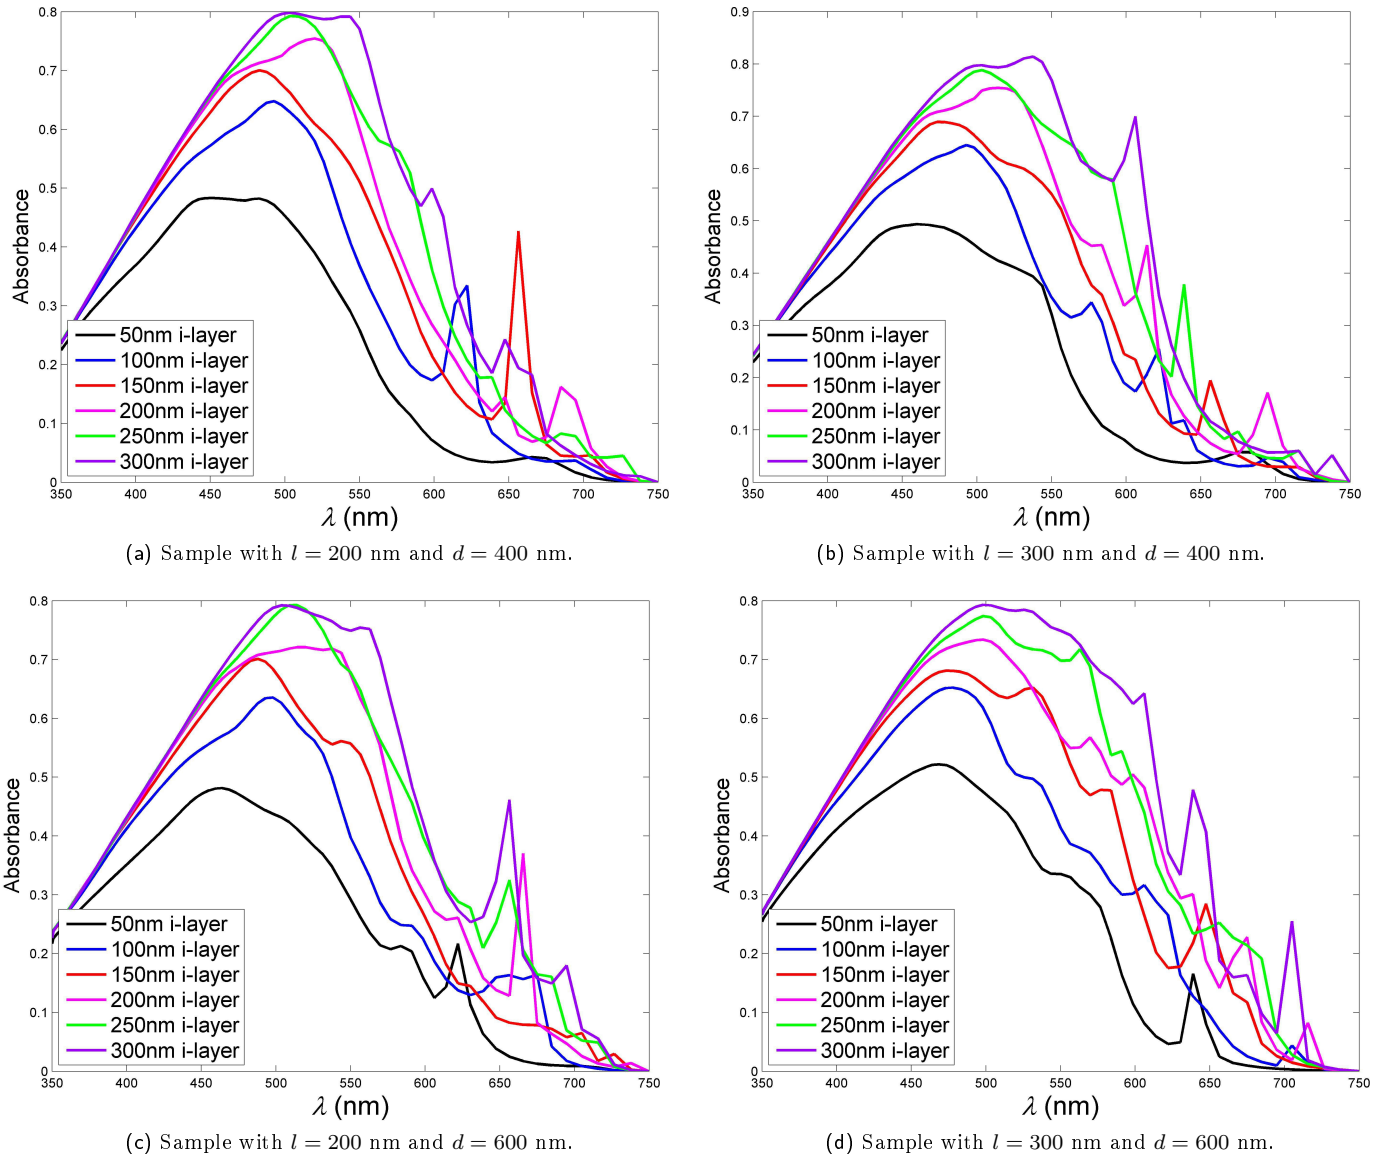 0.8
0.7
0.6
0.5
0.4
0.3
0.2
0.1
0
Absorbance
350 400 450 500 550 600 650 700 750
λ (nm)
50nm i-layer
100nm i-layer
150nm i-layer
200nm i-layer
250nm i-layer
300nm i-layer
(a) Sample with l = 200 nm and d = 400 nm.
0.9
0.8
0.7
0.6
0.5
0.4
0.3
0.2
0.1
0
Absorbance
350 400 450 500 550 600 650 700 750
λ (nm)
50nm i-layer
100nm i-layer
150nm i-layer
200nm i-layer
250nm i-layer
300nm i-layer
(b) Sample with l = 300 nm and d = 400 nm.
0.8
0.7
0.6
0.5
0.4
0.3
0.2
0.1
0
Absorbance
350 400 450 500 550 600 650 700 750
λ (nm)
50nm i-layer
100nm i-layer
150nm i-layer
200nm i-layer
250nm i-layer
300nm i-layer
(c) Sample with l = 200 nm and d = 600 nm.
0.8
0.7
0.6
0.5
0.4
0.3
0.2
0.1
0
Absorbance
350 400 450 500 550 600 650 700 750
λ (nm)
50nm i-layer
100nm i-layer
150nm i-layer
200nm i-layer
250nm i-layer
300nm i-layer
(d) Sample with l = 300 nm and d = 600 nm.